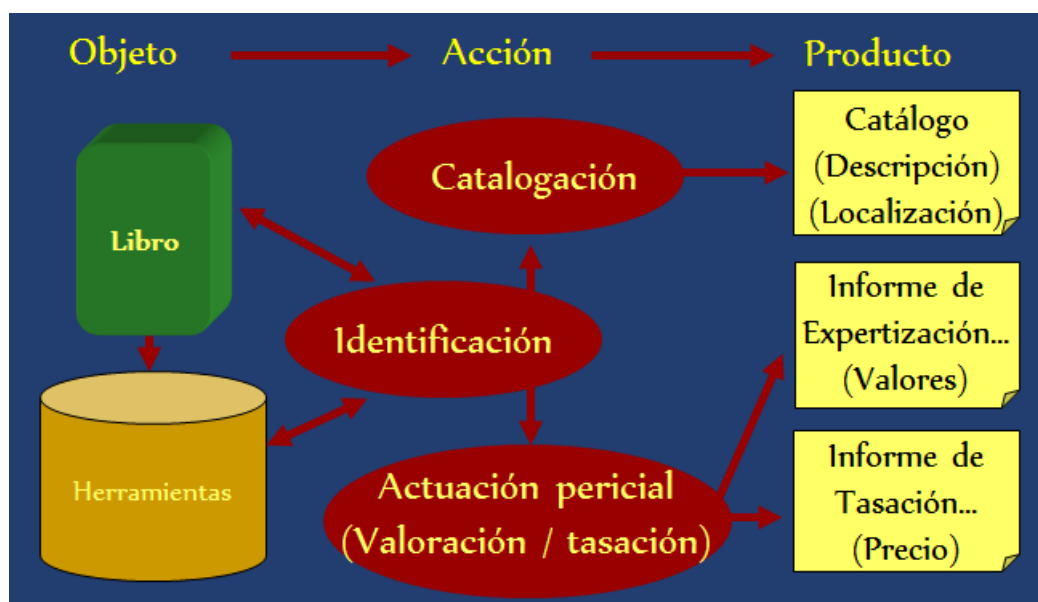 Objeto
Acción
Producto
Libro
Herramientas
Catalogación
Identificación
Actuación pericial
(Valoración / tasación)
Catálogo
(Descripción)
(Localización)
Informe de
Expertización...
(Valores)
Informe de
Tasación...
(Precio)